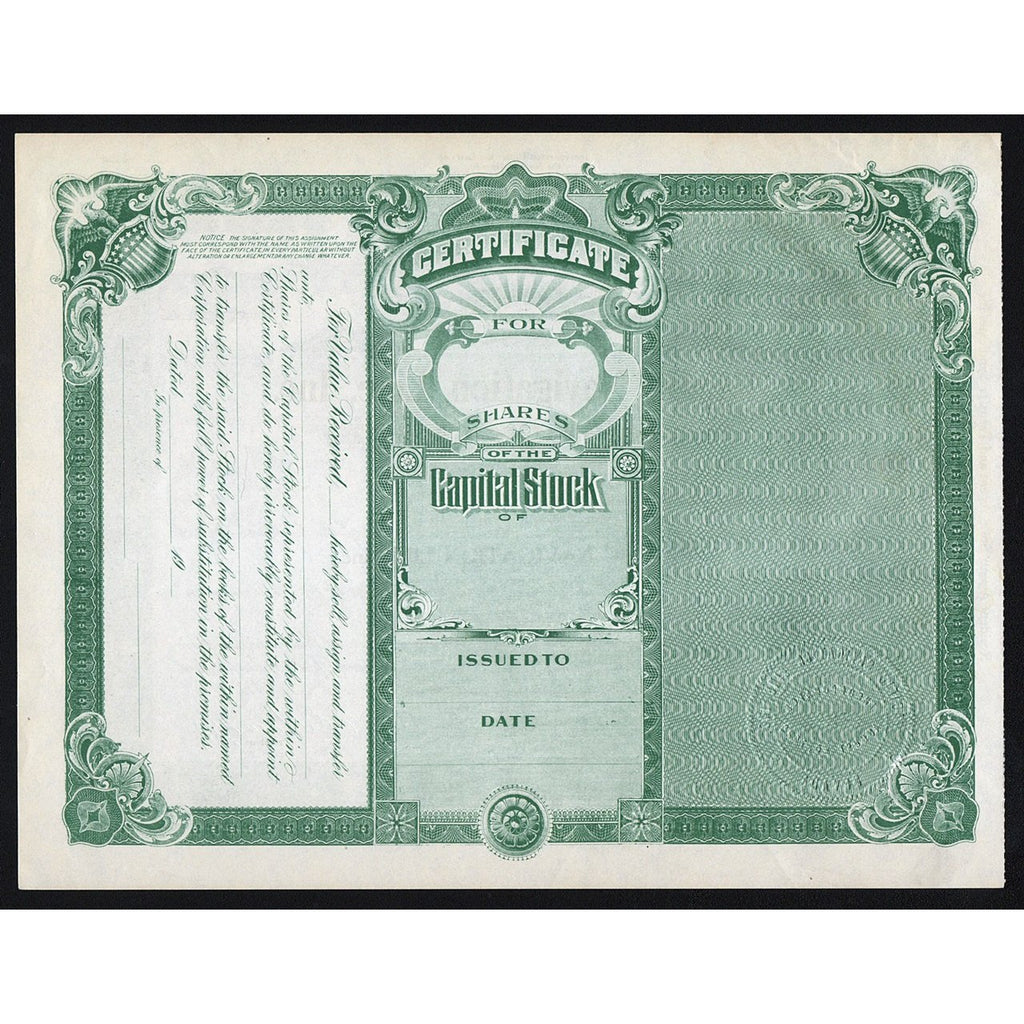 NOTICE. THE SIGNATURE OF THIS ASSIGNMENT
MUST CORRESPOND WITH THE NAME AS WRITTEN UPON THE
FACE OF THE CERTIFICATE, IN EVERY PARTICULAR WITHOUT
ALTERATION OR ENLARGEMENT, OR ANY CHANGE WHATEVER.
For Value Received, hereby sell, assign and transfer
unto
Shares of the Capital Stock represented by the within
Certificate, and do hereby irrevocably constitute and appoint
to transfer the said Stock on the books of the within named
Corporation with full power of substitution in the premises.
Dated 19
In presence of
CERTIFICATE
FOR
SHARES
OF THE
Capital Stock
OF
ISSUED TO
DATE